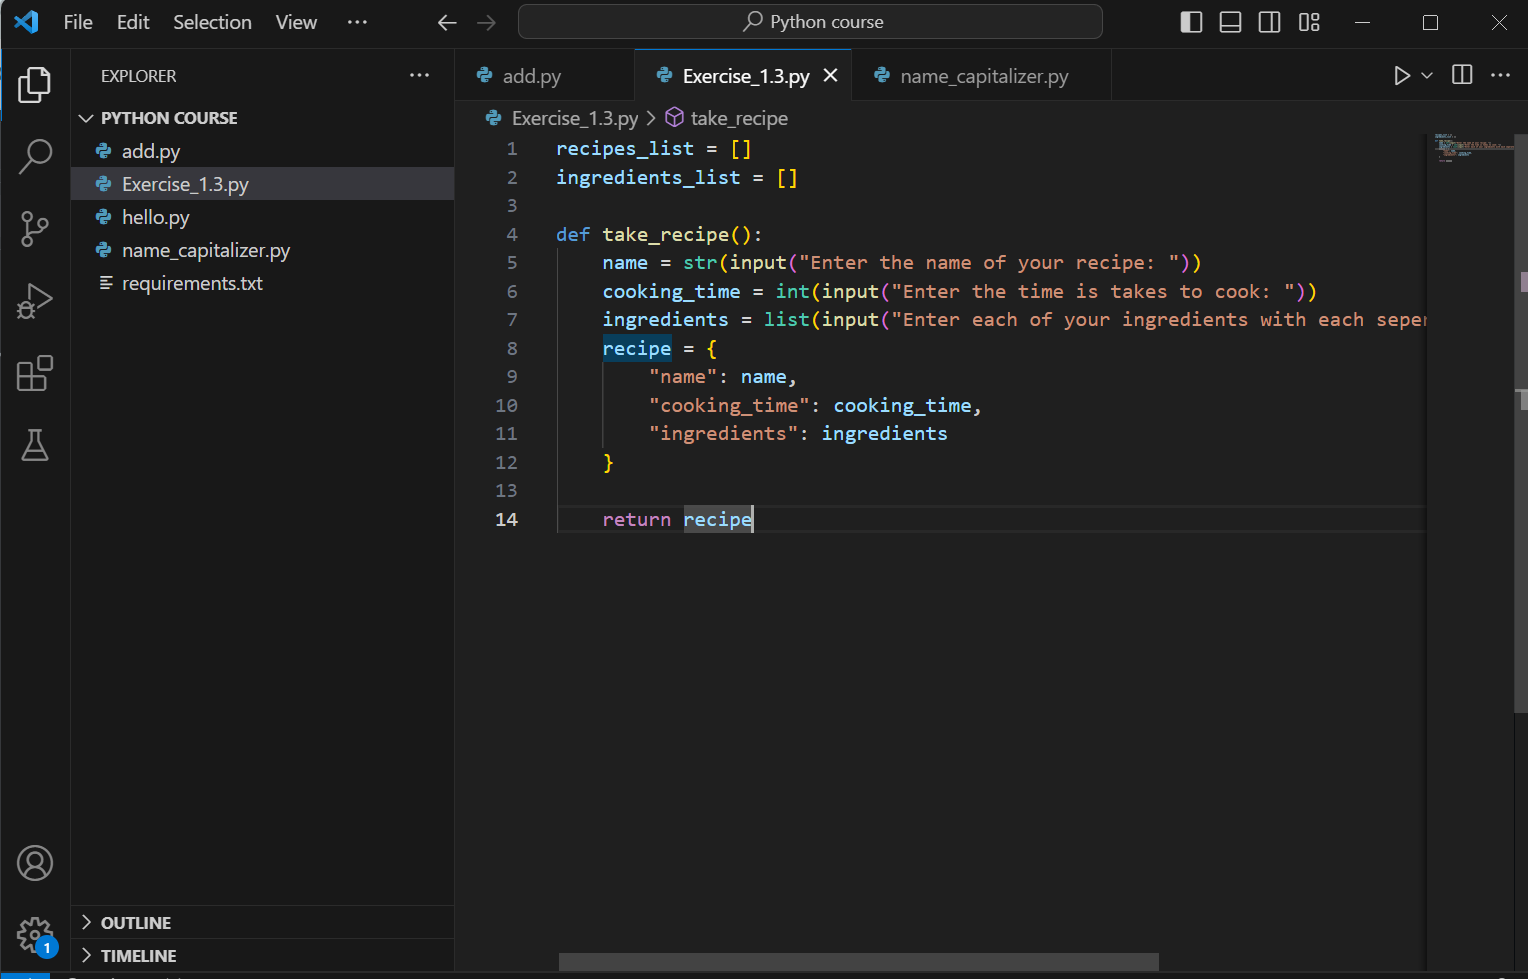 File Edit Selection View ··· Python course
EXPLORER ···
PYTHON COURSE
add.py
Exercise_1.3.py
hello.py
name_capitalizer.py
requirements.txt
OUTLINE
TIMELINE
1
add.py Exercise_1.3.py name_capitalizer.py
Exercise_1.3.py > take_recipe
1 recipes_list = []
2 ingredients_list = []
3
4 def take_recipe():
5 name = str(input("Enter the name of your recipe: "))
6 cooking_time = int(input("Enter the time is takes to cook: "))
7 ingredients = list(input("Enter each of your ingredients with each seper
8 recipe = {
9 "name": name,
10 "cooking_time": cooking_time,
11 "ingredients": ingredients
12 }
13
14 return recipe